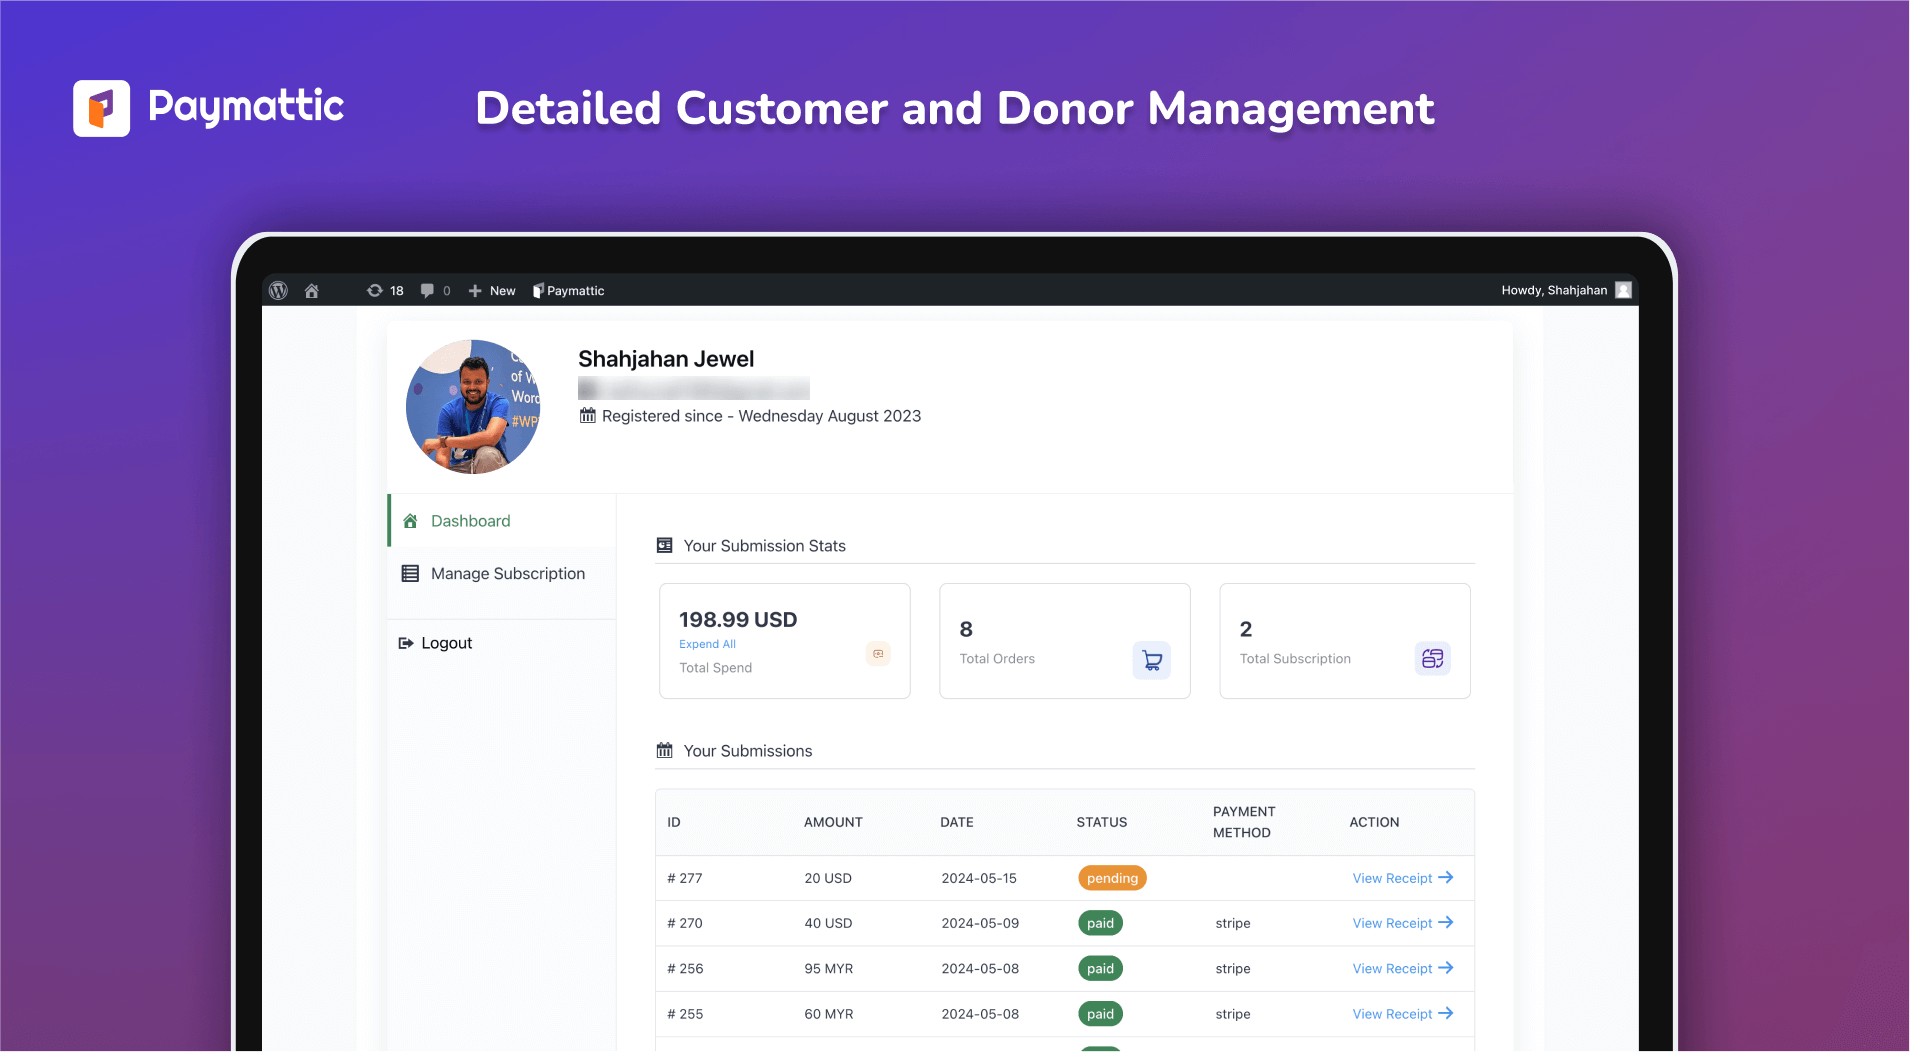 Paymattic
Detailed Customer and Donor Management
18 0 New Paymattic
Howdy, Shahjahan
of W
Word
#WP
Shahjahan Jewel
Registered since - Wednesday August 2023
Dashboard
Manage Subscription
Logout
Your Submission Stats
198.99 USD
Expend All
Total Spend
8
Total Orders
2
Total Subscription
Your Submissions
ID AMOUNT DATE STATUS PAYMENT METHOD ACTION
# 277 20 USD 2024-05-15 pending View Receipt
# 270 40 USD 2024-05-09 paid stripe View Receipt
# 256 95 MYR 2024-05-08 paid stripe View Receipt
# 255 60 MYR 2024-05-08 paid stripe View Receipt